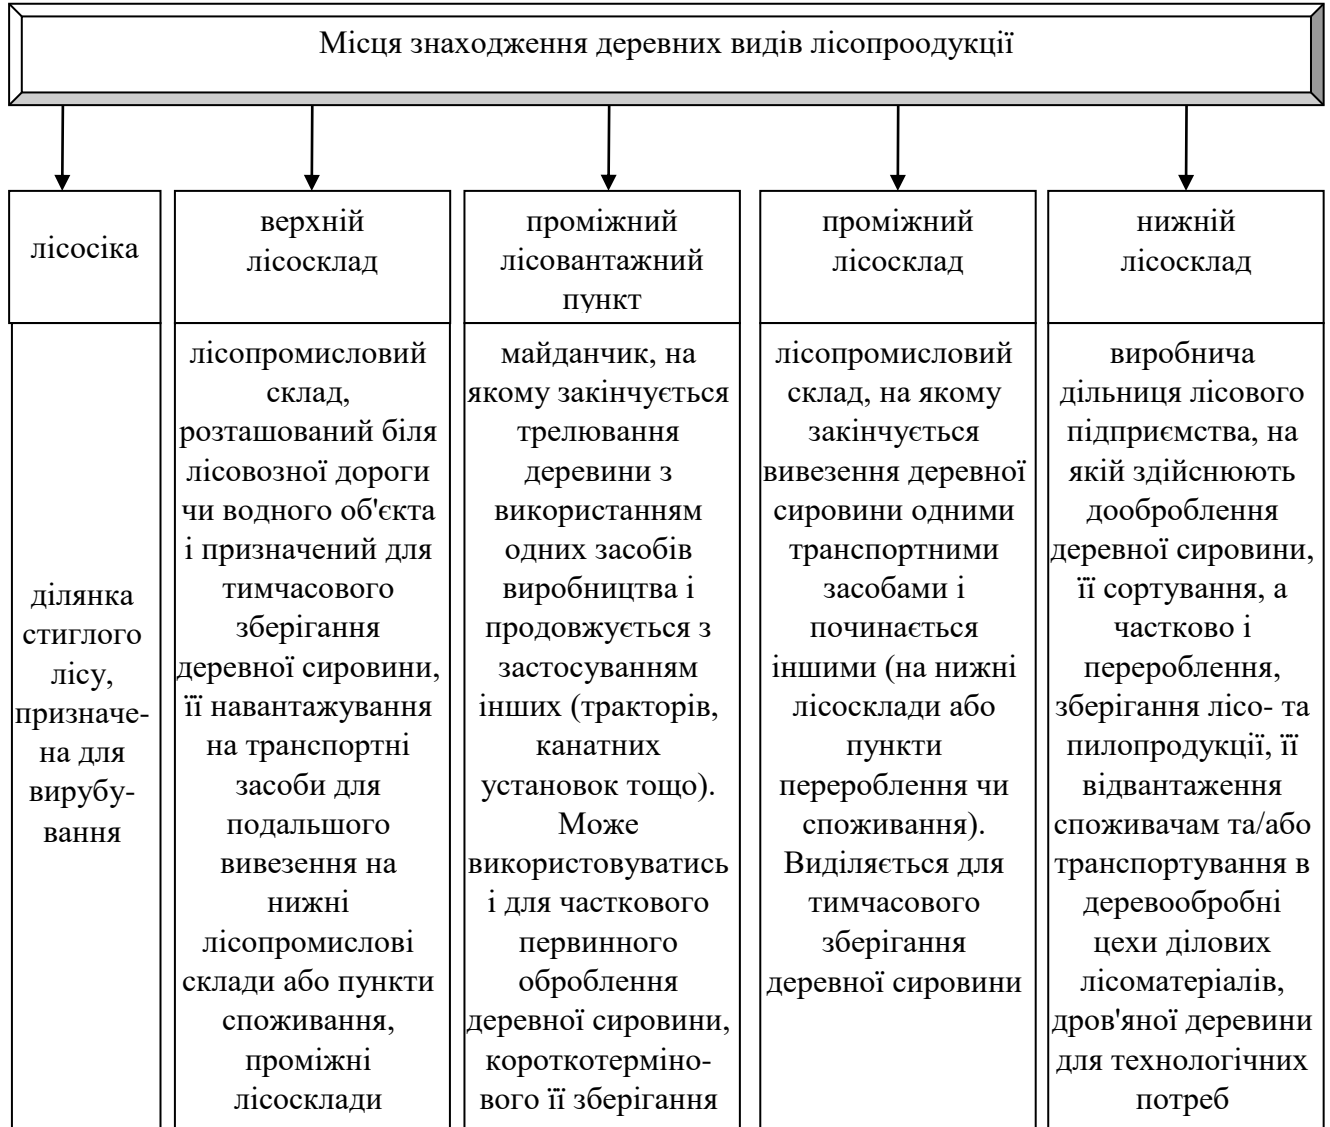 Місця знаходження деревних видів лісопроодукції
лісосіка
верхній
лісосклад
проміжний
лісовантажний
пункт
проміжний
лісосклад
нижній
лісосклад
ділянка
стиглого
лісу,
призначе-
на для
вирубу-
вання
лісопромисловий
склад,
розташований біля
лісовозної дороги
чи водного об'єкта
і призначений для
тимчасового
зберігання
деревної сировини,
її навантажування
на транспортні
засоби для
подальшого
вивезення на
нижні
лісопромислові
склади або пункти
споживання,
проміжні
лісосклади
майданчик, на
якому закінчується
трелювання
деревини з
використанням
одних засобів
виробництва і
продовжується з
застосуванням
інших (тракторів,
канатних
установок тощо).
Може
використовуватись
і для часткового
первинного
оброблення
деревної сировини,
короткотерміно-
вого її зберігання
лісопромисловий
склад, на якому
закінчується
вивезення деревної
сировини одними
транспортними
засобами і
починається
іншими (на нижні
лісосклади або
пункти
перероблення чи
споживання).
Виділяється для
тимчасового
зберігання
деревної сировини
виробнича
дільниця лісового
підприємства, на
якій здійснюють
дооброблення
деревної сировини,
її сортування, а
частково і
перероблення,
зберігання лісо- та
пилопродукції, її
відвантаження
споживачам та/або
транспортування в
деревообробні
цехи ділових
лісоматеріалів,
дров'яної деревини
для технологічних
потреб